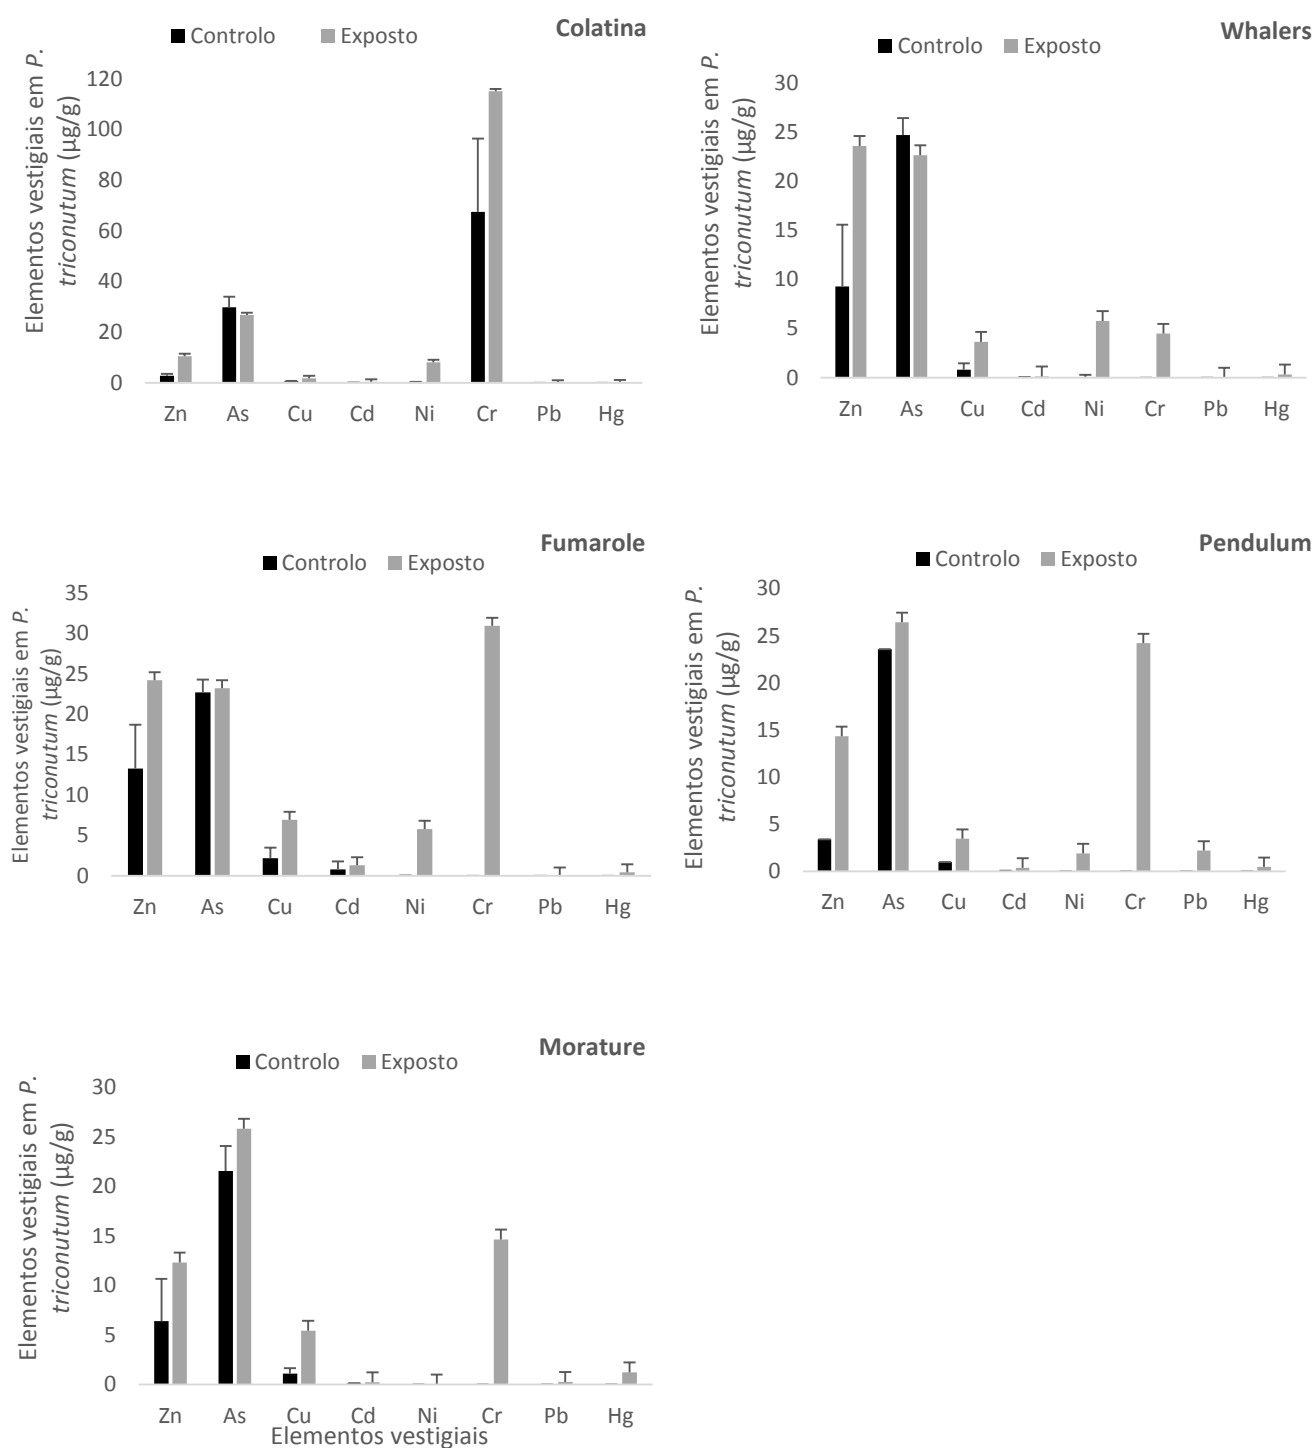 Colatina
Controlo Exposto
Elementos vestigiais em P.
triconutum (µg/g)
120
100
80
60
40
20
0
Zn As Cu Cd Ni Cr Pb Hg
Whalers
Controlo Exposto
Elementos vestigiais em P.
triconutum (µg/g)
30
25
20
15
10
5
0
Zn As Cu Cd Ni Cr Pb Hg
Fumarole
Controlo Exposto
Elementos vestigiais em P.
triconutum (µg/g)
35
30
25
20
15
10
5
0
Zn As Cu Cd Ni Cr Pb Hg
Pendulum
Controlo Exposto
Elementos vestigiais em P.
triconutum (µg/g)
30
25
20
15
10
5
0
Zn As Cu Cd Ni Cr Pb Hg
Morature
Controlo Exposto
Elementos vestigiais em P.
triconutum (µg/g)
30
25
20
15
10
5
0
Zn As Cu Cd Ni Cr Pb Hg
Elementos vestigiais